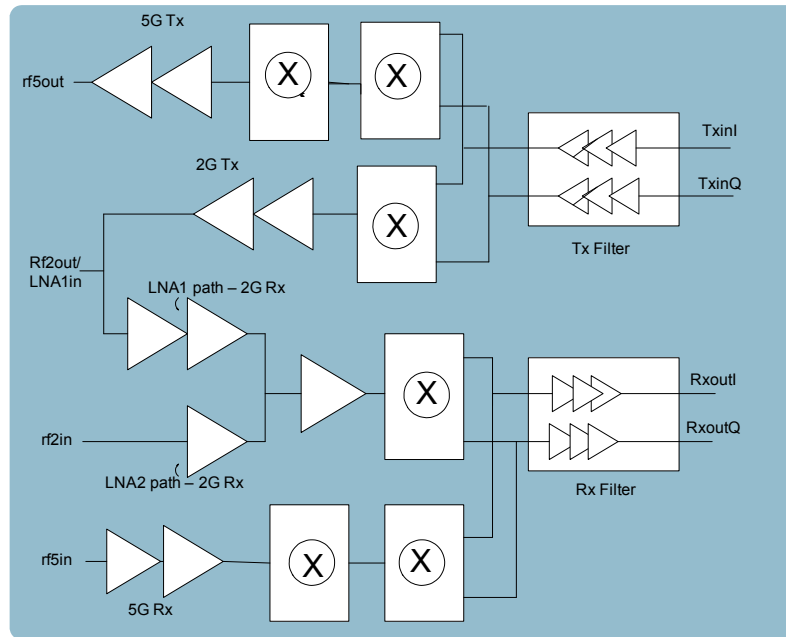 5G Tx
rf5out
X
X
TxinI
TxinQ
Tx Filter
2G Tx
X
Rf2out/
LNA1in
LNA1 path – 2G Rx
X
RxoutI
RxoutQ
Rx Filter
rf2in
LNA2 path – 2G Rx
rf5in
X
X
5G Rx